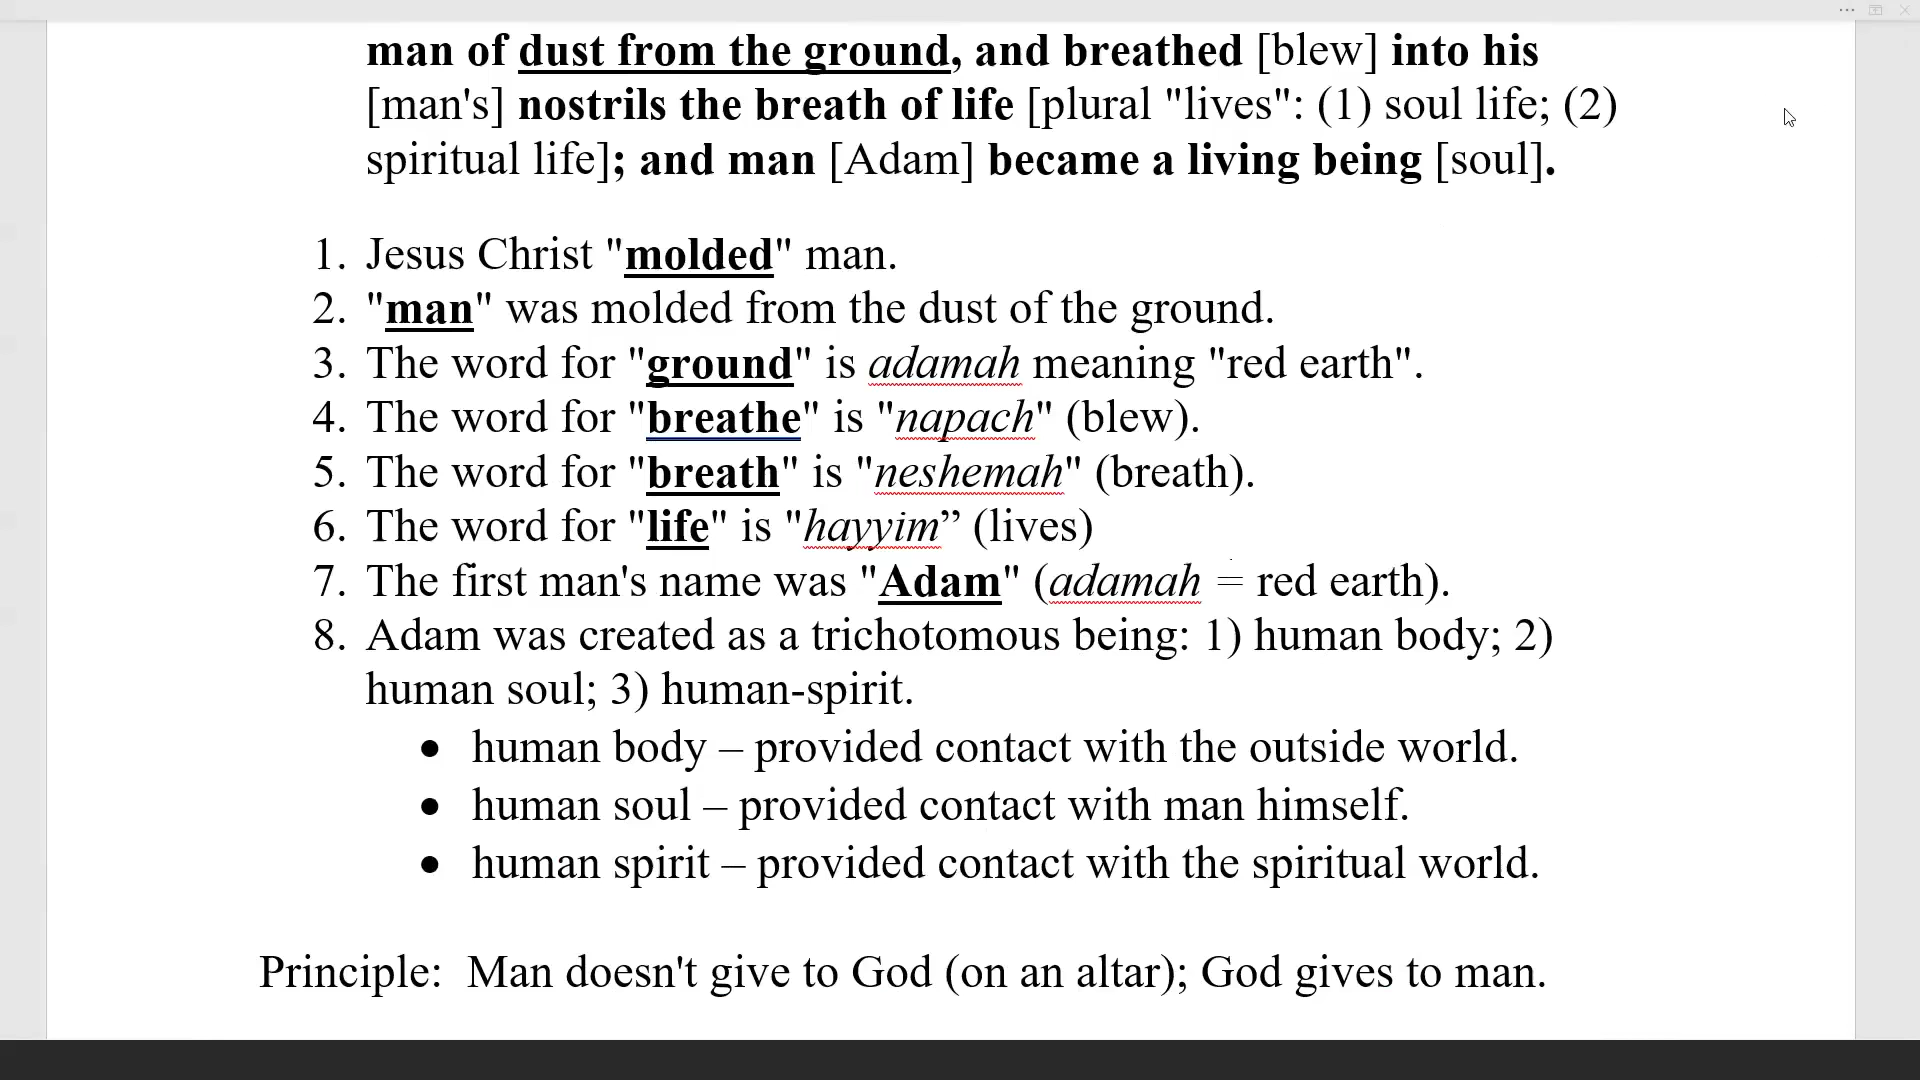 man of dust from the ground, and breathed [blew] into his
[man's] nostrils the breath of life [plural "lives": (1) soul life; (2)
spiritual life]; and man [Adam] became a living being [soul].
1. Jesus Christ "molded" man.
2. "man" was molded from the dust of the ground.
3. The word for "ground" is adamah meaning "red earth".
4. The word for "breathe" is "napach" (blew).
5. The word for "breath" is "neshemah" (breath).
6. The word for "life" is "hayyim” (lives)
7. The first man's name was "Adam" (adamah = red earth).
8. Adam was created as a trichotomous being: 1) human body; 2)
human soul; 3) human-spirit.
• human body – provided contact with the outside world.
• human soul – provided contact with man himself.
• human spirit – provided contact with the spiritual world.
Principle: Man doesn't give to God (on an altar); God gives to man.